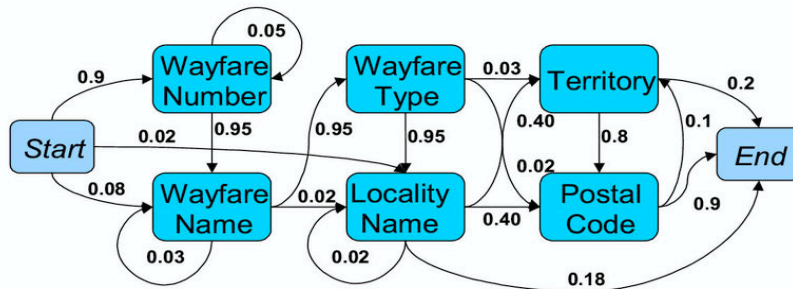 0.05
Wayfare
Number
Wayfare
Type
Territory
0.9
0.03
0.2
0.95
0.95
0.95
0.40
0.8
0.1
Start
0.02
End
0.08
0.02
Wayfare
Name
0.02
Locality
Name
0.40
Postal
Code
0.9
0.03
0.02
0.18